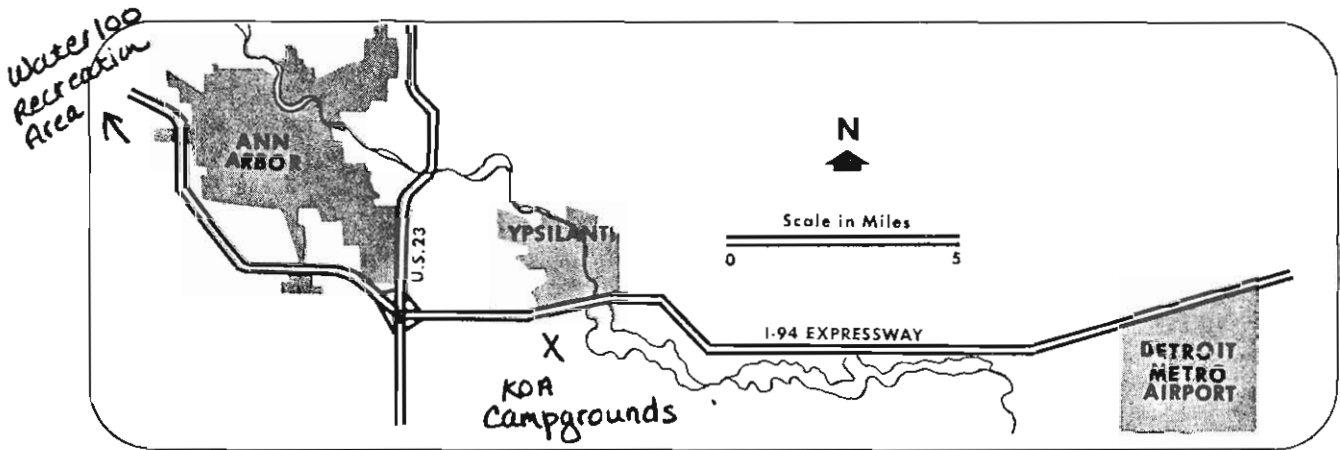 Waterloo
Recreation
Area
ANN
ARBOR
U.S.23
YPSILANTI
N
Scale in Miles
0 5
I-94 EXPRESSWAY
DETROIT
METRO
AIRPORT
X
KOA
Campgrounds